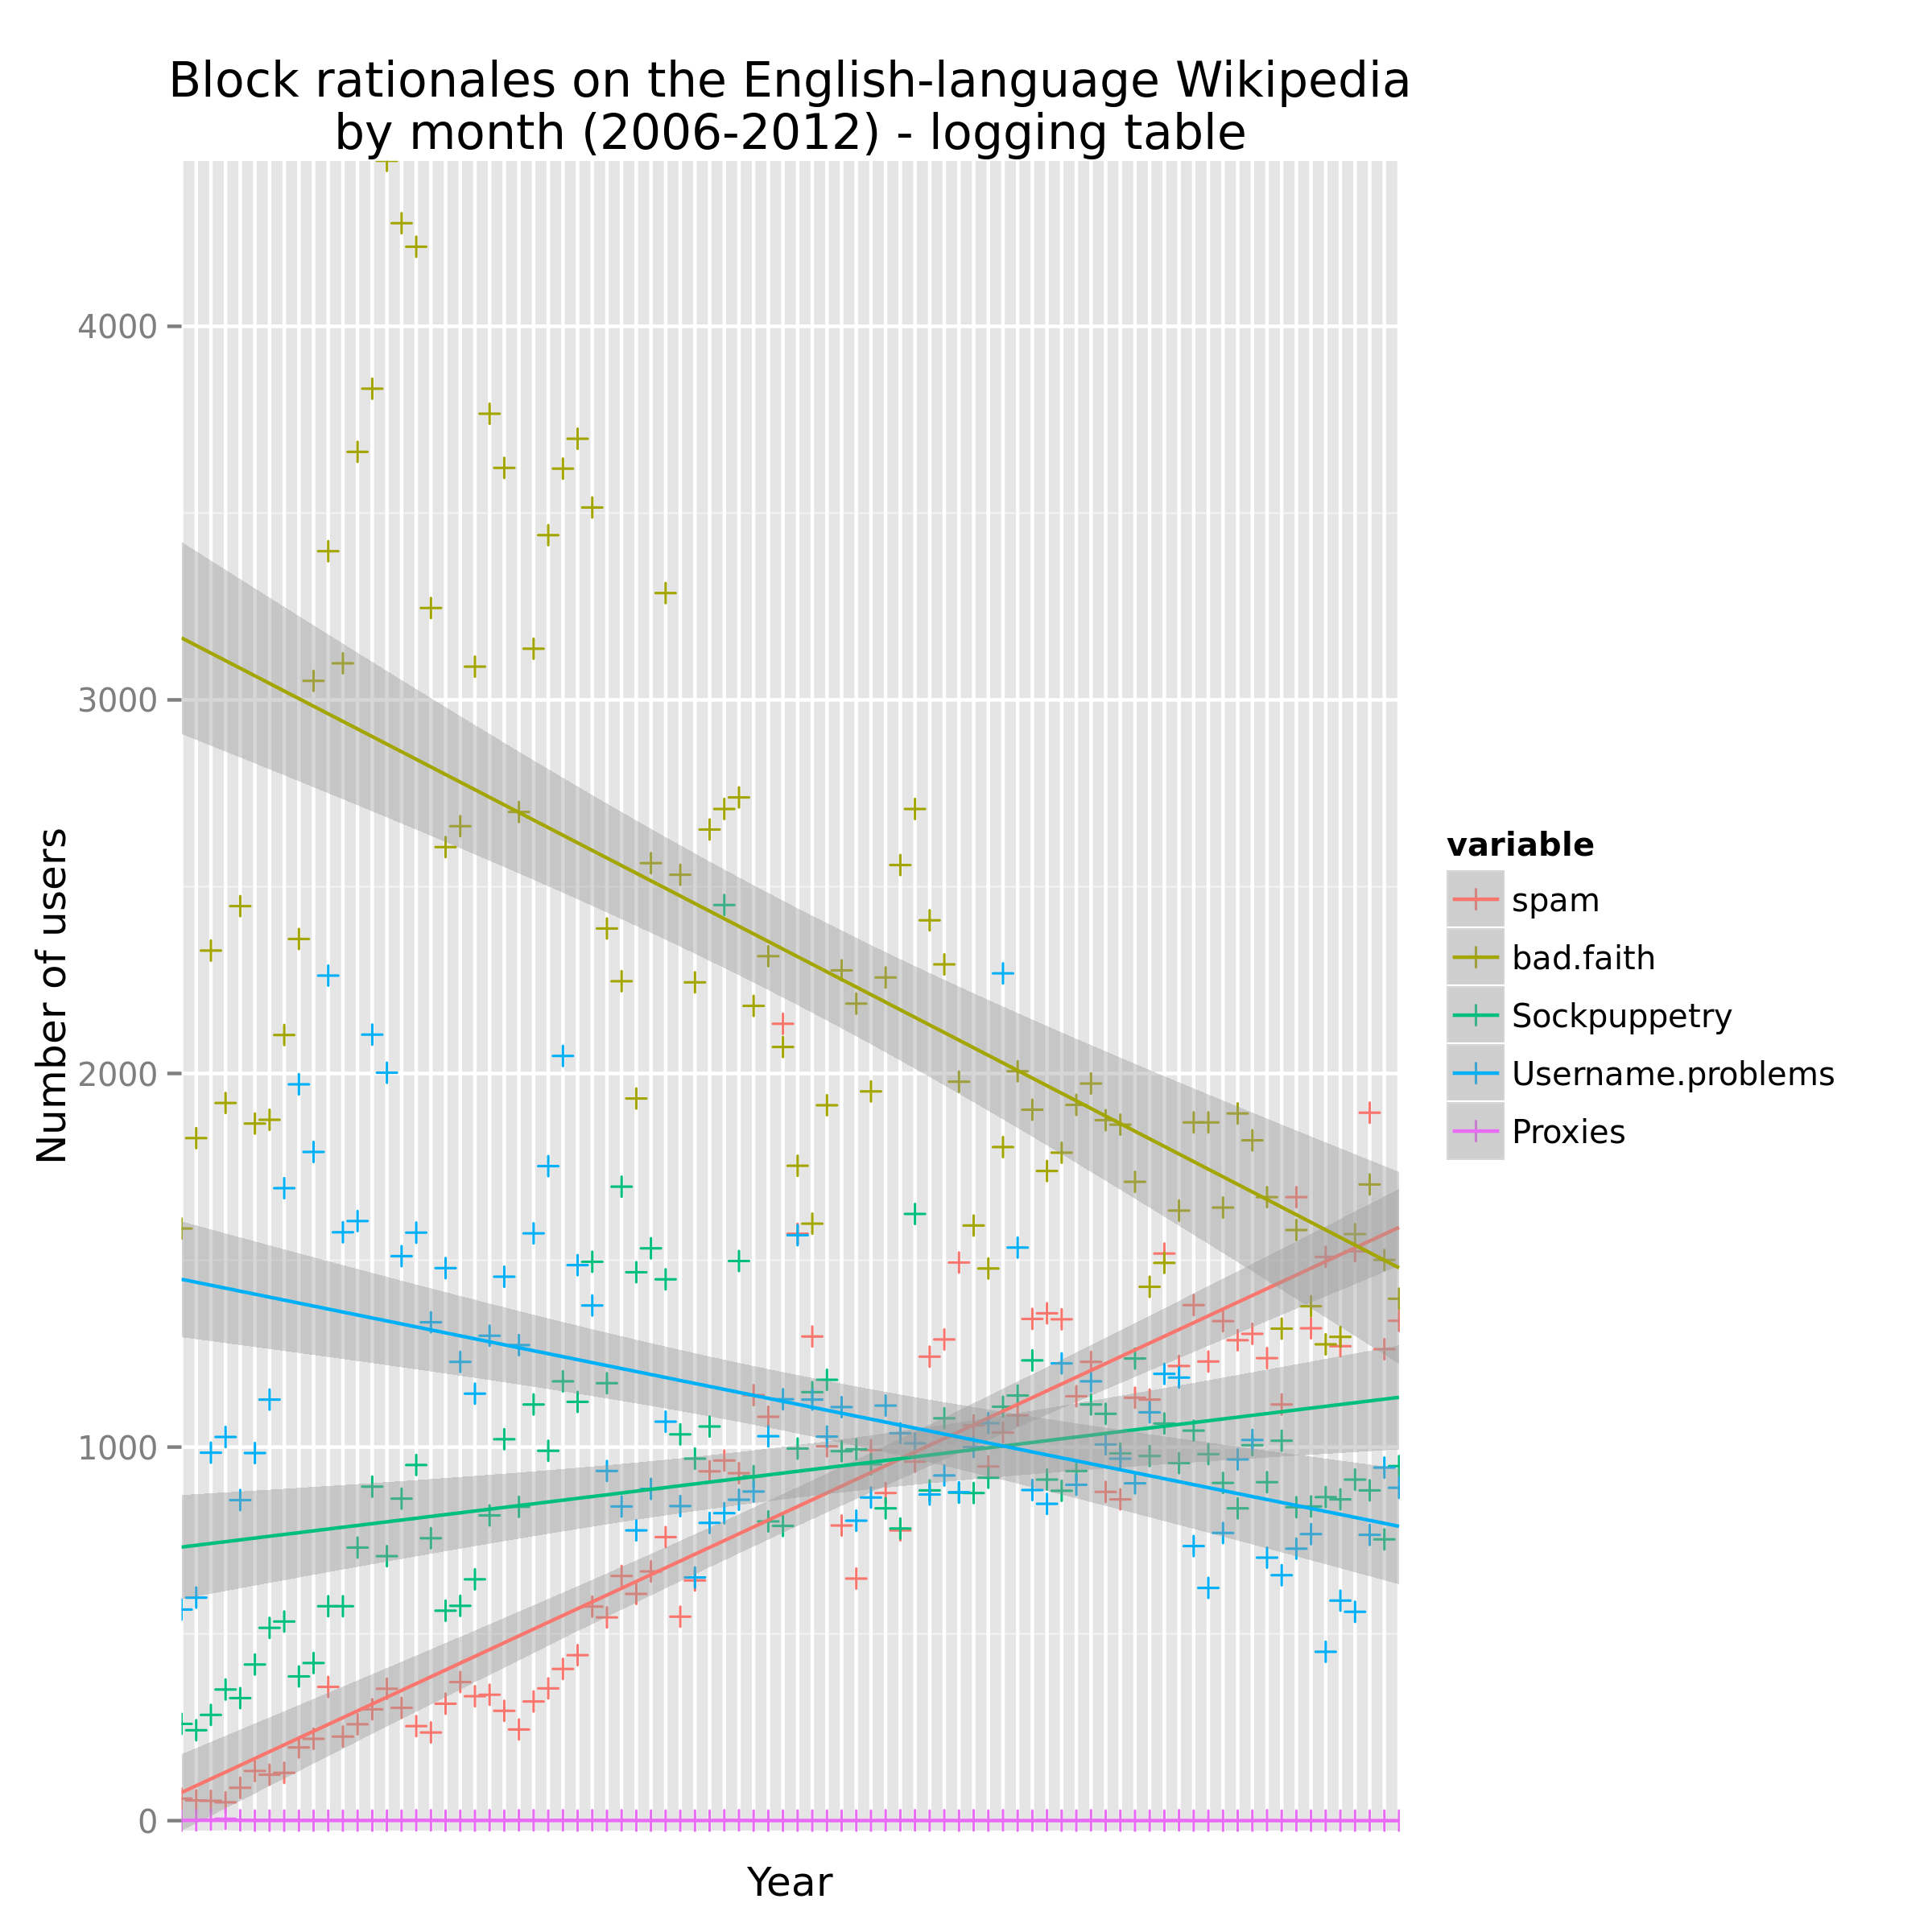 Block rationales on the English-language Wikipedia
by month (2006-2012) - logging table
4000
3000
2000
1000
0
Number of users
Year
variable
spam
bad.faith
Sockpuppetry
Username.problems
Proxies